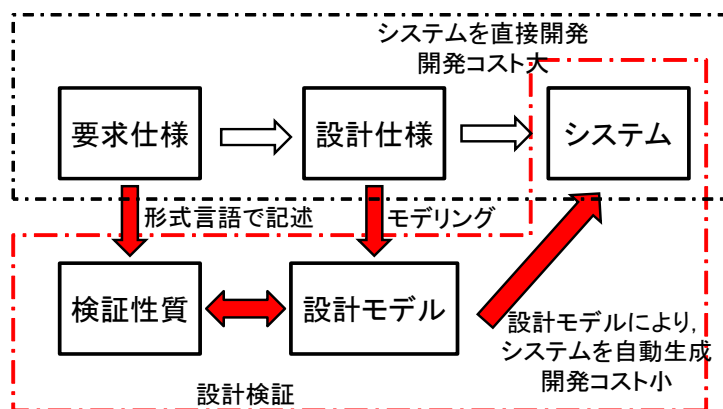 システムを直接開発
開発コスト大
要求仕様
設計仕様
システム
形式言語で記述
モデリング
検証性質
設計モデル
設計モデルにより,
システムを自動生成
開発コスト小
設計検証